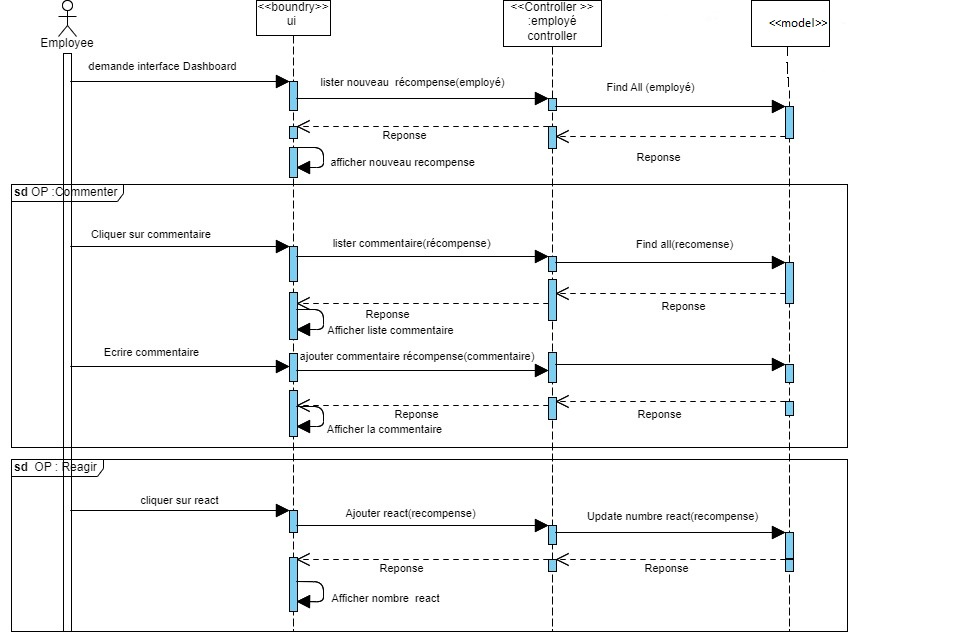 <<boundry>>
ui
<<Controller >>
:employé
controller
<<model>>
Employee
demande interface Dashboard
lister nouveau récompense(employé)
Find All (employé)
Reponse
Reponse
afficher nouveau recompense
sd OP :Commenter
Cliquer sur commentaire
lister commentaire(récompense)
Find all(recomense)
Reponse
Reponse
Afficher liste commentaire
Ecrire commentaire
ajouter commentaire récompense(commentaire)
Reponse
Reponse
Afficher la commentaire
sd OP : Reagir
cliquer sur react
Ajouter react(recompense)
Update numbre react(recompense)
Reponse
Reponse
Afficher nombre react